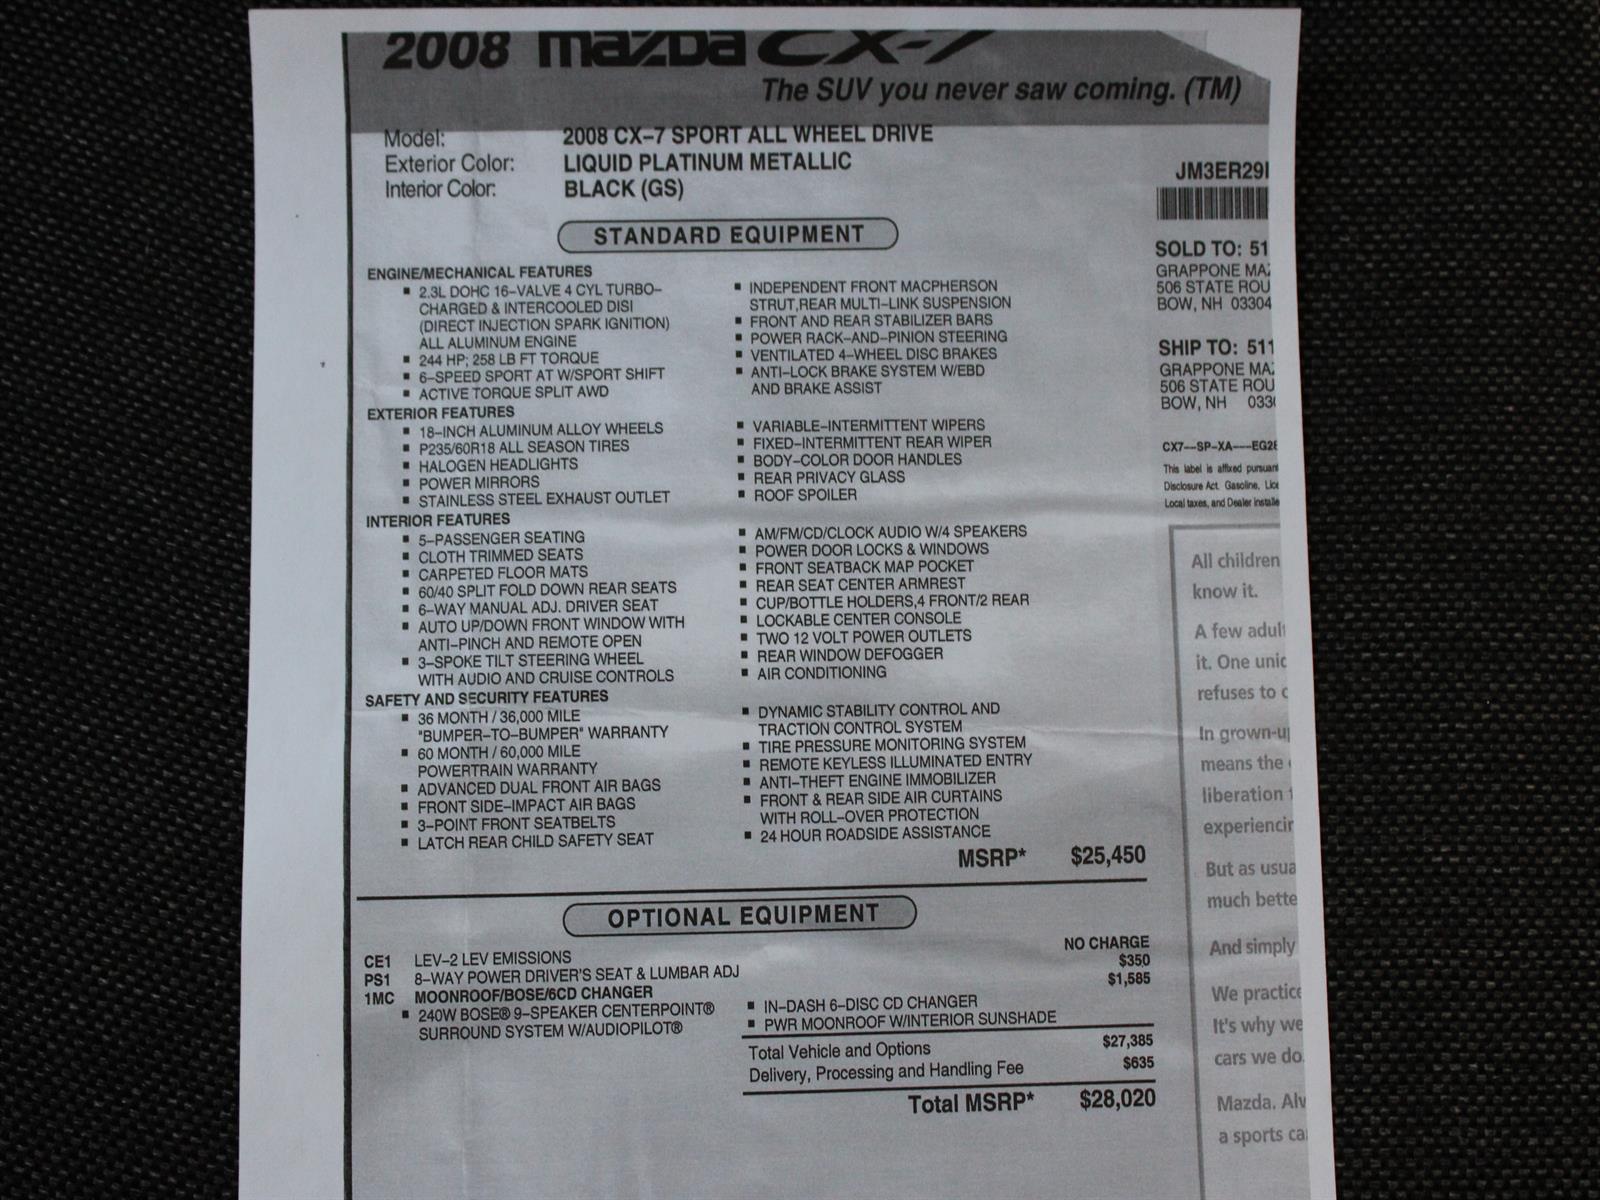 2008 mazDa CX-7
The SUV you never saw coming. (TM)
Model: 2008 CX-7 SPORT ALL WHEEL DRIVE
Exterior Color: LIQUID PLATINUM METALLIC
Interior Color: BLACK (GS)
STANDARD EQUIPMENT
ENGINE/MECHANICAL FEATURES
▪ 2.3L DOHC 16-VALVE 4 CYL TURBO-
CHARGED & INTERCOOLED DISI
(DIRECT INJECTION SPARK IGNITION)
ALL ALUMINUM ENGINE
▪ 244 HP; 258 LB FT TORQUE
▪ 6-SPEED SPORT AT W/SPORT SHIFT
▪ ACTIVE TORQUE SPLIT AWD
▪ INDEPENDENT FRONT MACPHERSON
STRUT,REAR MULTI-LINK SUSPENSION
▪ FRONT AND REAR STABILIZER BARS
▪ POWER RACK-AND-PINION STEERING
▪ VENTILATED 4-WHEEL DISC BRAKES
▪ ANTI-LOCK BRAKE SYSTEM W/EBD
AND BRAKE ASSIST
EXTERIOR FEATURES
▪ 18-INCH ALUMINUM ALLOY WHEELS
▪ P235/60R18 ALL SEASON TIRES
▪ HALOGEN HEADLIGHTS
▪ POWER MIRRORS
▪ STAINLESS STEEL EXHAUST OUTLET
▪ VARIABLE-INTERMITTENT WIPERS
▪ FIXED-INTERMITTENT REAR WIPER
▪ BODY-COLOR DOOR HANDLES
▪ REAR PRIVACY GLASS
▪ ROOF SPOILER
INTERIOR FEATURES
▪ 5-PASSENGER SEATING
▪ CLOTH TRIMMED SEATS
▪ CARPETED FLOOR MATS
▪ 60/40 SPLIT FOLD DOWN REAR SEATS
▪ 6-WAY MANUAL ADJ. DRIVER SEAT
▪ AUTO UP/DOWN FRONT WINDOW WITH
ANTI-PINCH AND REMOTE OPEN
▪ 3-SPOKE TILT STEERING WHEEL
WITH AUDIO AND CRUISE CONTROLS
▪ AM/FM/CD/CLOCK AUDIO W/4 SPEAKERS
▪ POWER DOOR LOCKS & WINDOWS
▪ FRONT SEATBACK MAP POCKET
▪ REAR SEAT CENTER ARMREST
▪ CUP/BOTTLE HOLDERS,4 FRONT/2 REAR
▪ LOCKABLE CENTER CONSOLE
▪ TWO 12 VOLT POWER OUTLETS
▪ REAR WINDOW DEFOGGER
▪ AIR CONDITIONING
SAFETY AND SECURITY FEATURES
▪ 36 MONTH / 36,000 MILE
"BUMPER-TO-BUMPER" WARRANTY
▪ 60 MONTH / 60,000 MILE
POWERTRAIN WARRANTY
▪ ADVANCED DUAL FRONT AIR BAGS
▪ FRONT SIDE-IMPACT AIR BAGS
▪ 3-POINT FRONT SEATBELTS
▪ LATCH REAR CHILD SAFETY SEAT
▪ DYNAMIC STABILITY CONTROL AND
TRACTION CONTROL SYSTEM
▪ TIRE PRESSURE MONITORING SYSTEM
▪ REMOTE KEYLESS ILLUMINATED ENTRY
▪ ANTI-THEFT ENGINE IMMOBILIZER
▪ FRONT & REAR SIDE AIR CURTAINS
WITH ROLL-OVER PROTECTION
▪ 24 HOUR ROADSIDE ASSISTANCE
MSRP* $25,450
OPTIONAL EQUIPMENT
CE1 LEV-2 LEV EMISSIONS NO CHARGE
PS1 8-WAY POWER DRIVER'S SEAT & LUMBAR ADJ $350
1MC MOONROOF/BOSE/6CD CHANGER $1,585
▪ 240W BOSE® 9-SPEAKER CENTERPOINT®
SURROUND SYSTEM W/AUDIOPILOT®
▪ IN-DASH 6-DISC CD CHANGER
▪ PWR MOONROOF W/INTERIOR SUNSHADE
Total Vehicle and Options $27,385
Delivery, Processing and Handling Fee $635
Total MSRP* $28,020
JM3ER29
SOLD TO: 51
GRAPPONE MAZ
506 STATE ROU
BOW, NH 03304
SHIP TO: 511
GRAPPONE MAZ
506 STATE ROU
BOW, NH 033
CX7---SP-XA----EG2
This label is affixed pursuant
Disclosure Act. Gasoline, Lice
Local taxes, and Dealer installe
All children
know it.
A few adul
it. One uniq
refuses to
In grown-up
means the
liberation
experiencin
But as usua
much bette
And simply
We practice
It's why we
cars we do.
Mazda. Alw
a sports ca